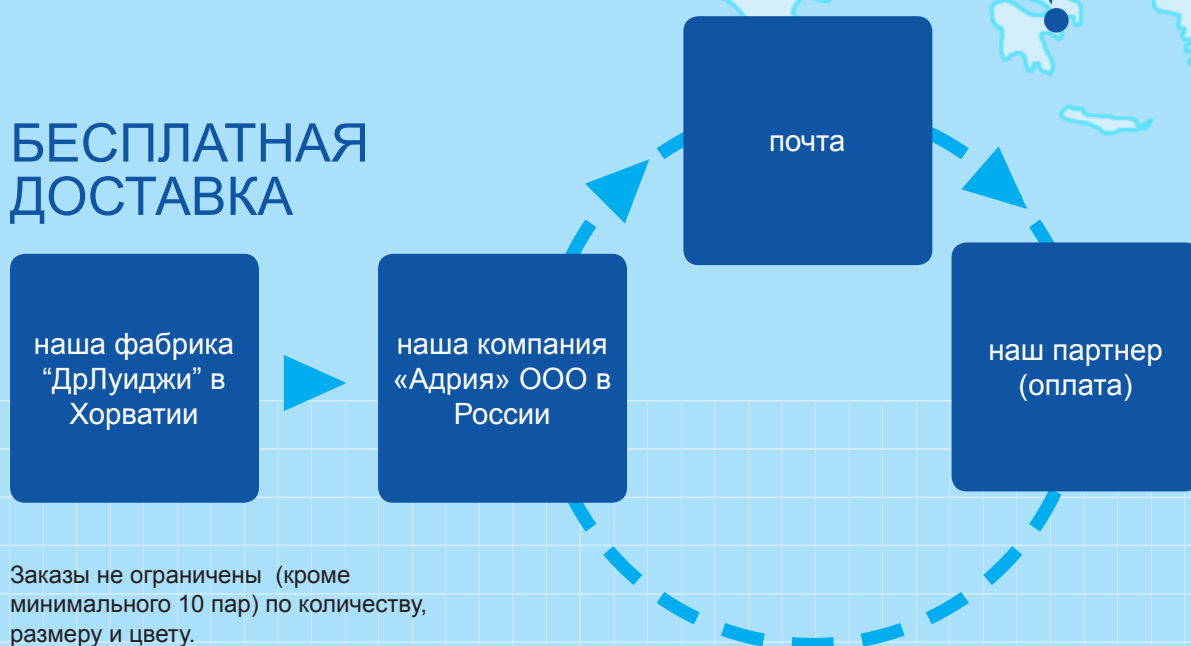 БЕСПЛАТНАЯ
ДОСТАВКА
почта
наша фабрика
“ДрЛуиджи” в
Хорватии
наша компания
«Адрия» ООО в
России
наш партнер
(оплата)
Заказы не ограничены (кроме
минимального 10 пар) по количеству,
размеру и цвету.